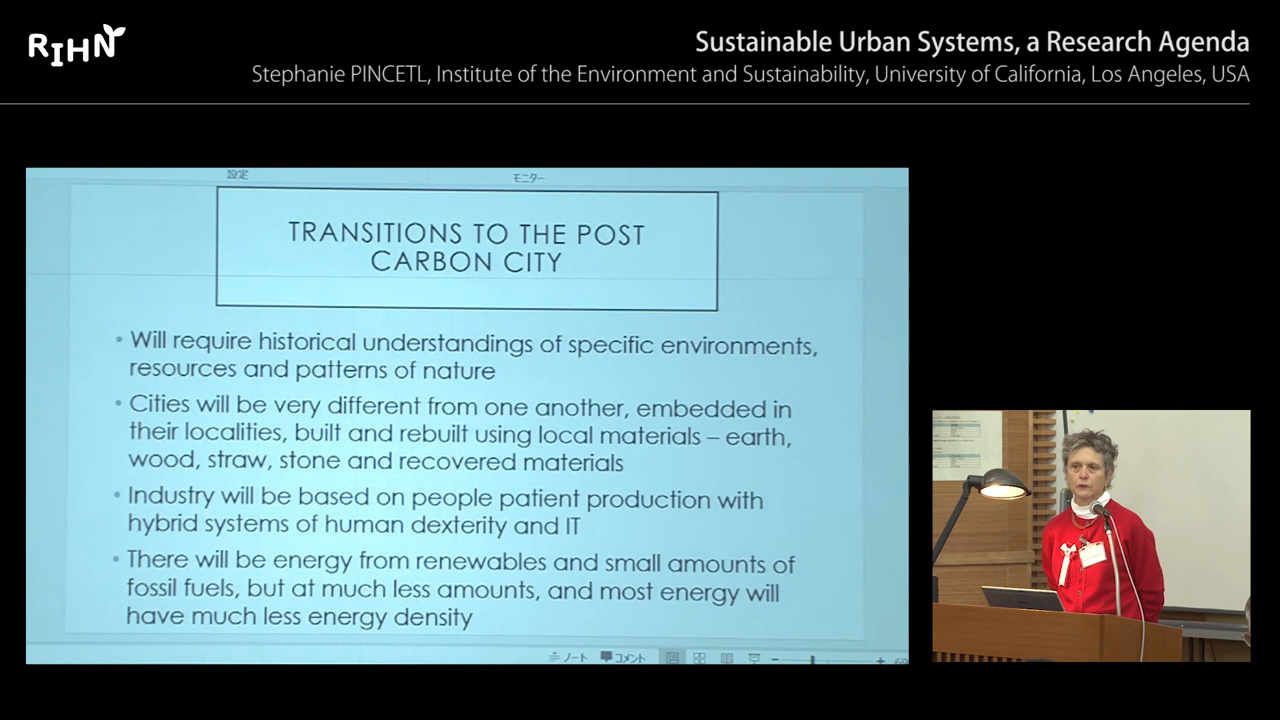 RIHN
Sustainable Urban Systems, a Research Agenda
Stephanie PINCETL, Institute of the Environment and Sustainability, University of California, Los Angeles, USA
設定
モニター
TRANSITIONS TO THE POST
CARBON CITY
• Will require historical understandings of specific environments,
resources and patterns of nature
• Cities will be very different from one another, embedded in
their localities, built and rebuilt using local materials – earth,
wood, straw, stone and recovered materials
• Industry will be based on people patient production with
hybrid systems of human dexterity and IT
• There will be energy from renewables and small amounts of
fossil fuels, but at much less amounts, and most energy will
have much less energy density
ノート コメント